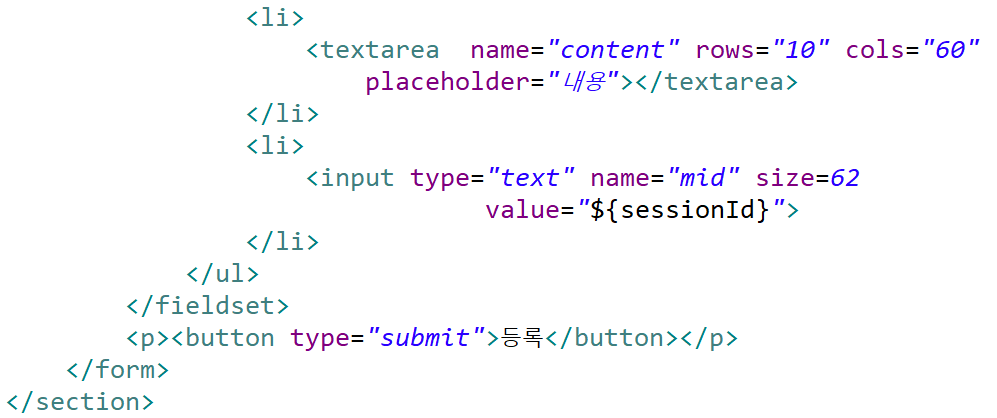 <li>
<textarea  name="content" rows="10" cols="60"
placeholder="내용"></textarea>
</li>
<li>
<input type="text" name="mid" size=62
value="${sessionId}">
</li>
</ul>
</fieldset>
<p><button type="submit">등록</button></p>
</form>
</section>